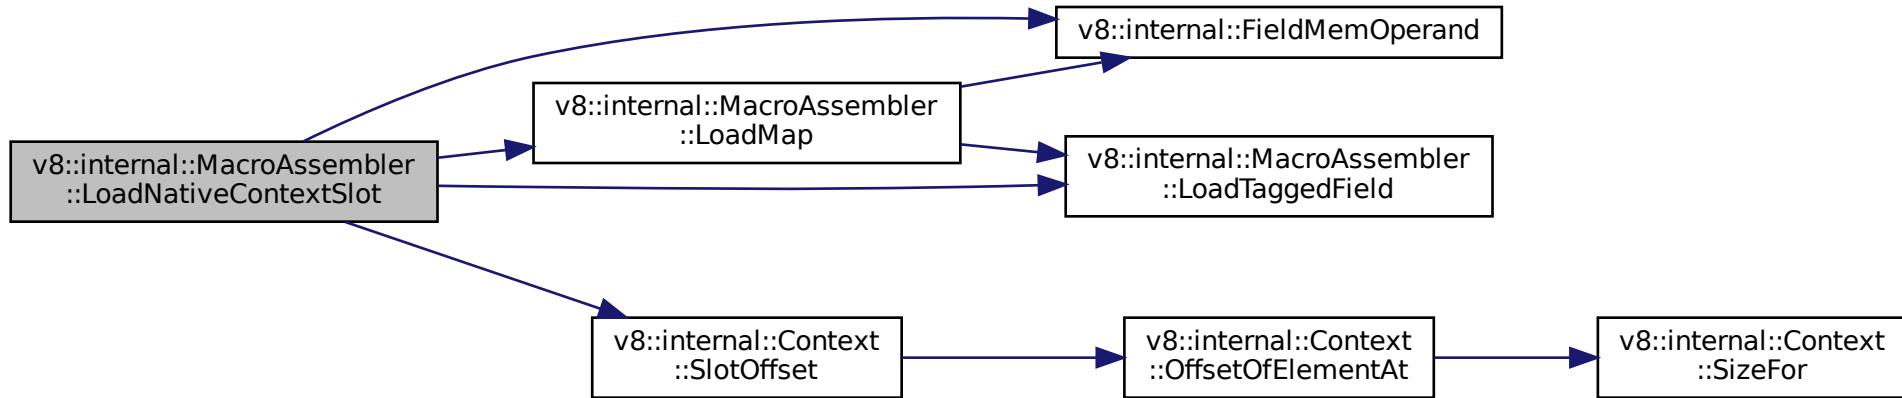 v8::internal::FieldMemOperand
v8::internal::MacroAssembler
::LoadMap
v8::internal::MacroAssembler
::LoadNativeContextSlot
v8::internal::MacroAssembler
::LoadTaggedField
v8::internal::Context
::SlotOffset
v8::internal::Context
::OffsetOfElementAt
v8::internal::Context
::SizeFor